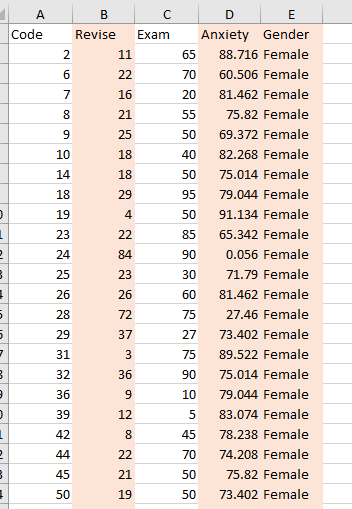 A B C D E
Code Revise Exam Anxiety Gender
2 11 65 88.716 Female
6 22 70 60.506 Female
7 16 20 81.462 Female
8 21 55 75.82 Female
9 25 50 69.372 Female
10 18 40 82.268 Female
14 18 50 75.014 Female
18 29 95 79.044 Female
19 4 50 91.134 Female
23 22 85 65.342 Female
24 84 90 0.056 Female
25 23 30 71.79 Female
26 26 60 81.462 Female
28 72 75 27.46 Female
29 37 27 73.402 Female
31 3 75 89.522 Female
32 36 90 75.014 Female
36 9 10 79.044 Female
39 12 5 83.074 Female
42 8 45 78.238 Female
44 22 70 74.208 Female
45 21 50 75.82 Female
50 19 50 73.402 Female